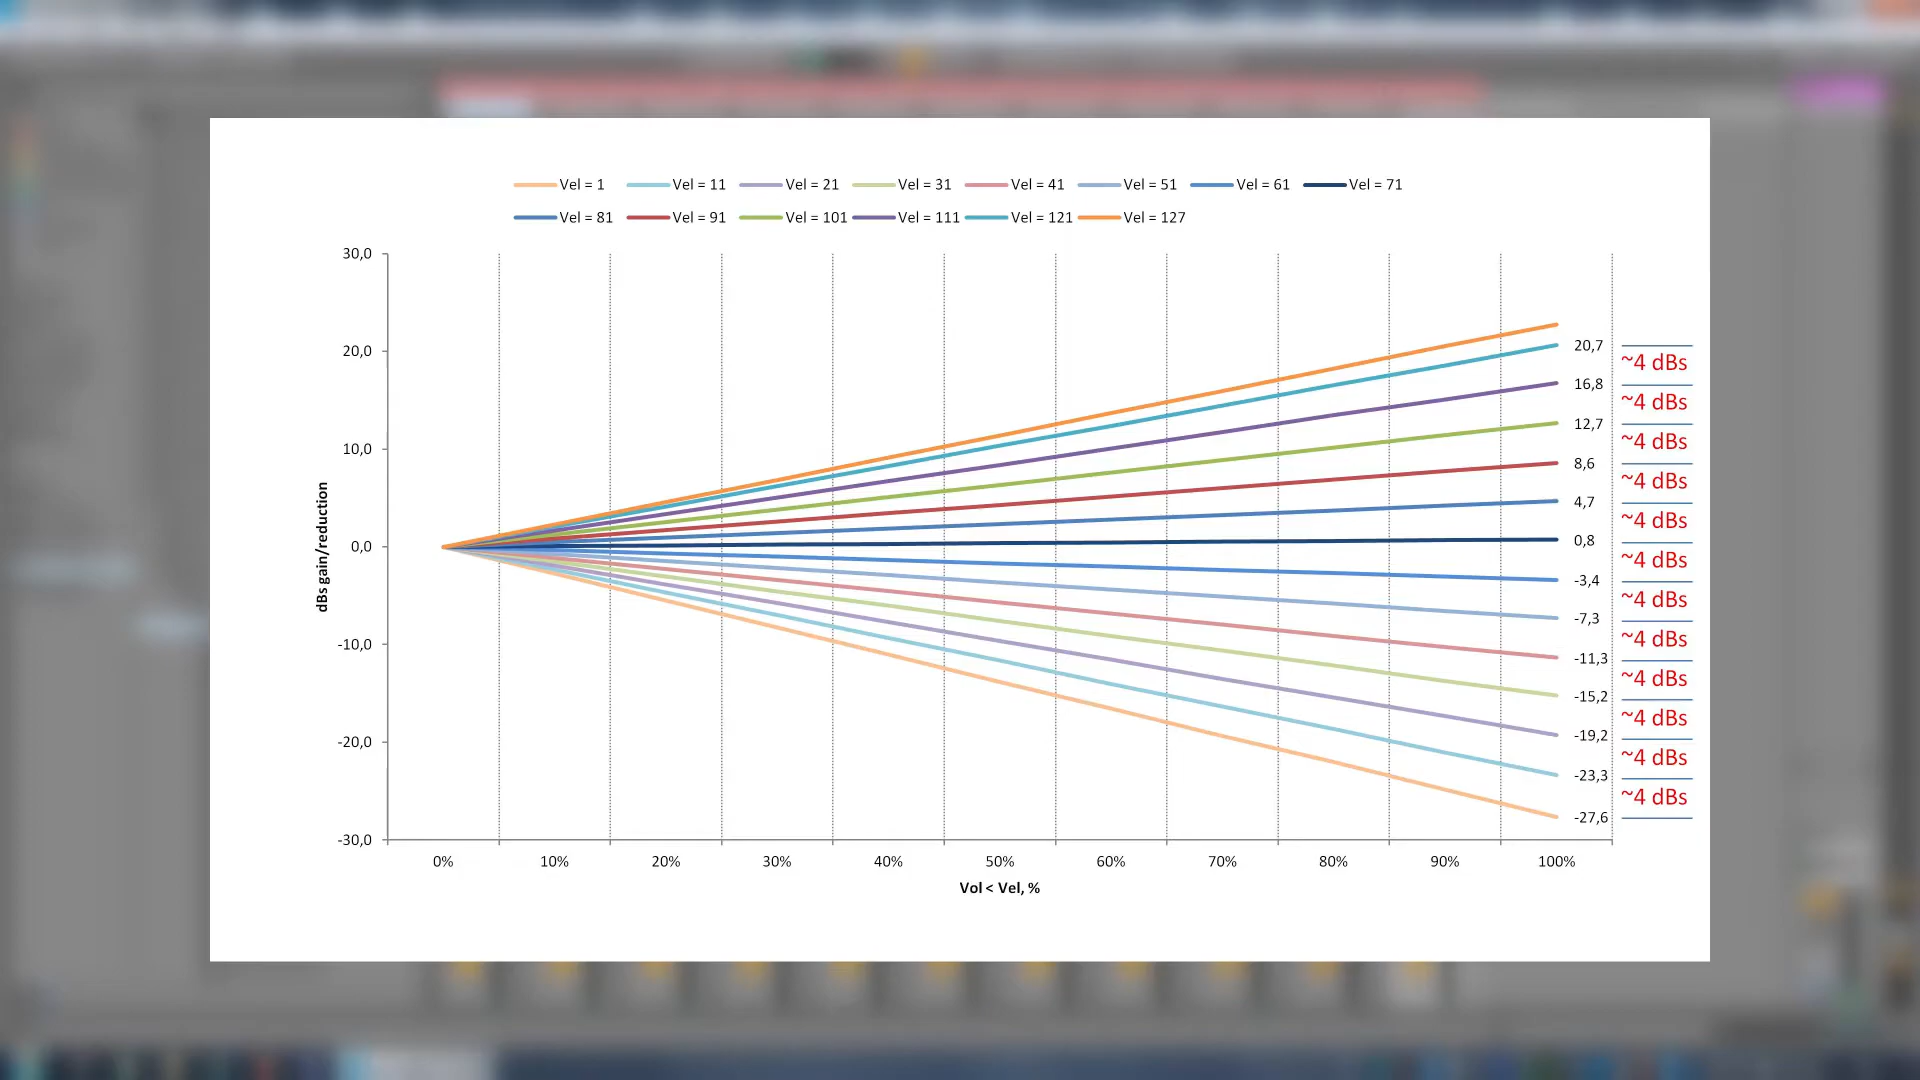 Vel = 1 Vel = 11 Vel = 21 Vel = 31 Vel = 41 Vel = 51 Vel = 61 Vel = 71
Vel = 81 Vel = 91 Vel = 101 Vel = 111 Vel = 121 Vel = 127
dBs gain/reduction
30,0
20,0
10,0
0,0
-10,0
-20,0
-30,0
0% 10% 20% 30% 40% 50% 60% 70% 80% 90% 100%
Vol < Vel, %
20,7
~4 dBs
16,8
~4 dBs
12,7
~4 dBs
8,6
~4 dBs
4,7
~4 dBs
0,8
~4 dBs
-3,4
~4 dBs
-7,3
~4 dBs
-11,3
~4 dBs
-15,2
~4 dBs
-19,2
~4 dBs
-23,3
~4 dBs
-27,6